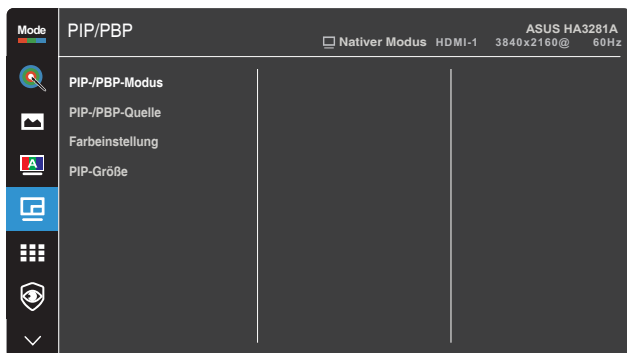 Mode
PIP/PBP
ASUS HA3281A
Nativer Modus HDMI-1 3840x2160@ 60Hz
PIP-/PBP-Modus
PIP-/PBP-Quelle
Farbeinstellung
PIP-Größe
A